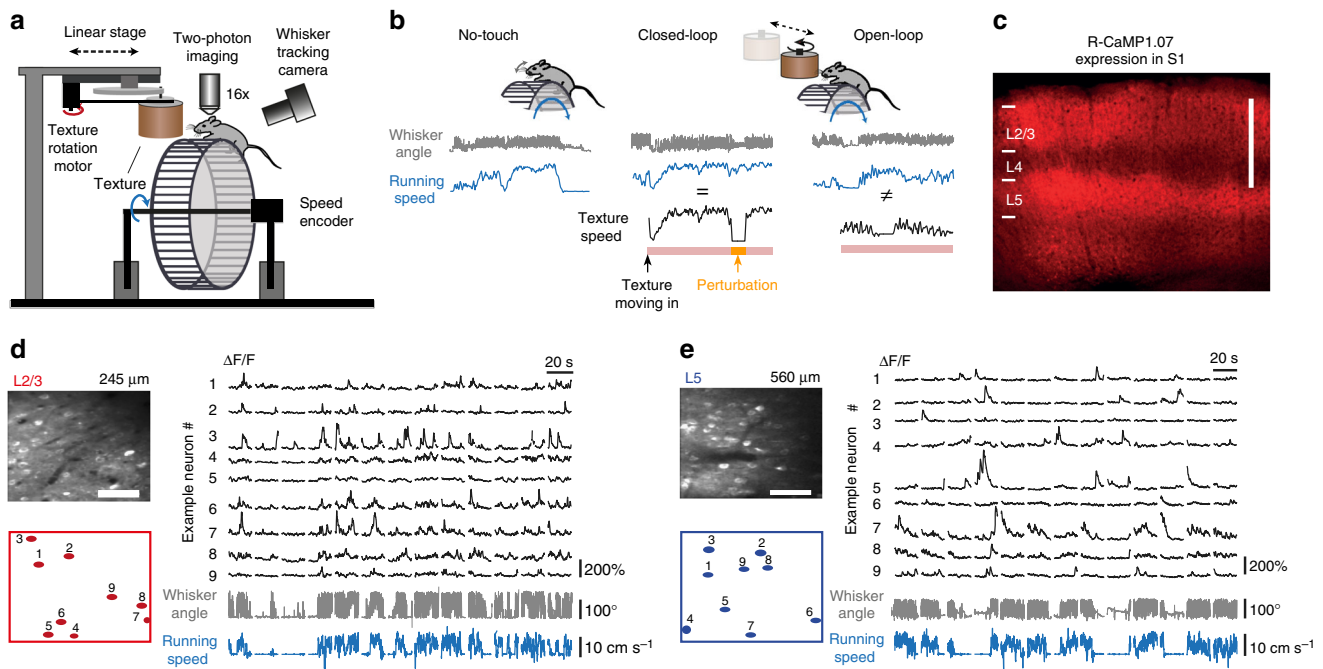 a
Linear stage
Two-photon
imaging
Whisker
tracking
camera
16x
Texture
rotation
motor
Texture
Speed
encoder
b
No-touch
Closed-loop
Open-loop
Whisker
angle
Running
speed
=
≠
Texture
speed
Texture
moving in
Perturbation
c
R-CaMP1.07
expression in S1
L2/3
L4
L5
d
L2/3
245 μm
ΔF/F
20 s
Example neuron #
1
2
3
4
5
6
7
8
9
200%
Whisker
angle
100°
Running
speed
10 cm s⁻¹
3
1
2
9
8
7
6
5
4
e
L5
560 μm
ΔF/F
20 s
Example neuron #
1
2
3
4
5
6
7
8
9
200%
Whisker
angle
100°
Running
speed
10 cm s⁻¹
3
2
1
9
8
5
4
7
6